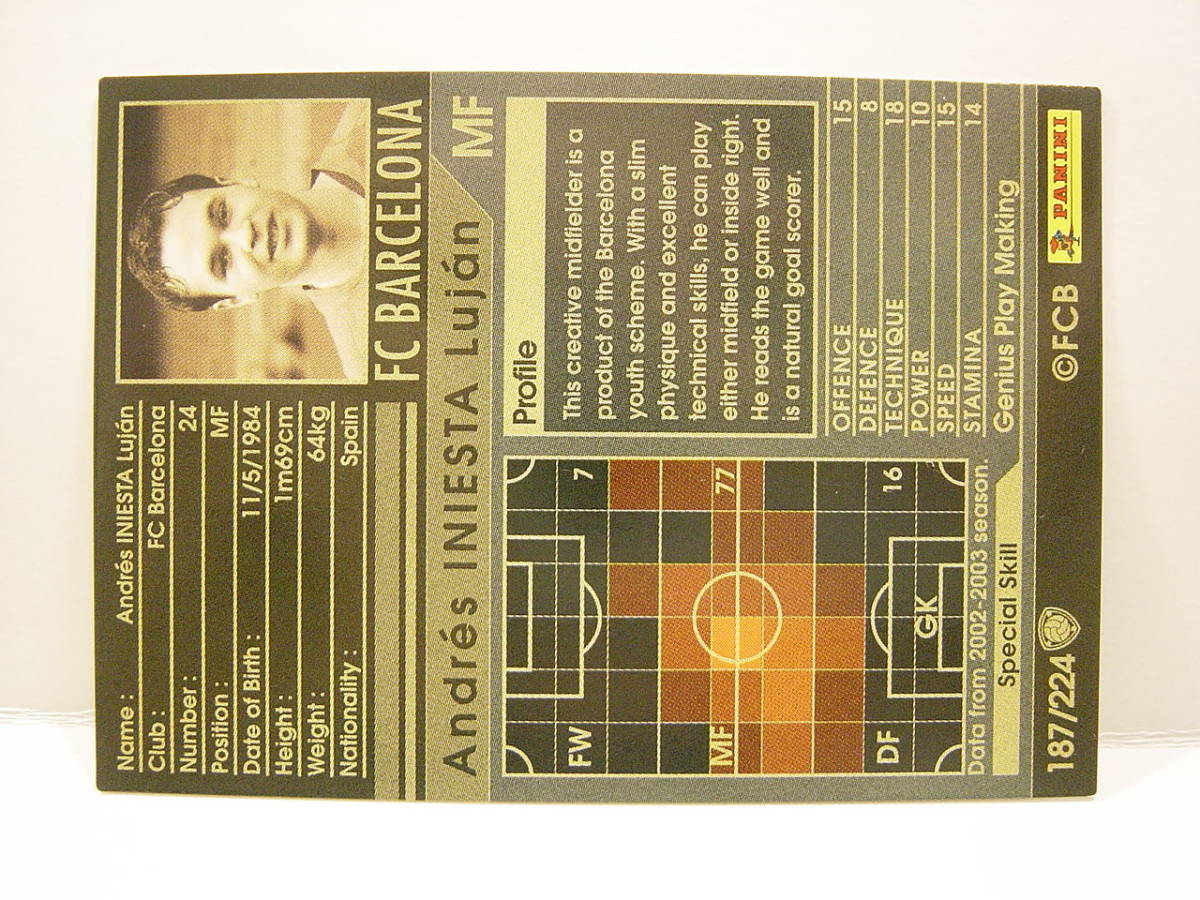 FC BARCELONA
Name : Andrés INIESTA Luján
Club : FC Barcelona
Number : 24
Position : MF
Date of Birth : 11/5/1984
Height : 1m69cm
Weight : 64kg
Nationality : Spain
Andrés INIESTA Luján MF
Profile
This creative midfielder is a
product of the Barcelona
youth scheme. With a slim
physique and excellent
technical skills, he can play
either midfield or inside right.
He reads the game well and
is a natural goal scorer.
FW 7
MF 77
DF 16
GK
Data from 2002-2003 season.
OFFENCE 15
DEFENCE 8
TECHNIQUE 18
POWER 10
SPEED 15
STAMINA 14
Special Skill
Genius Play Making
187/224
©FCB
PANINI